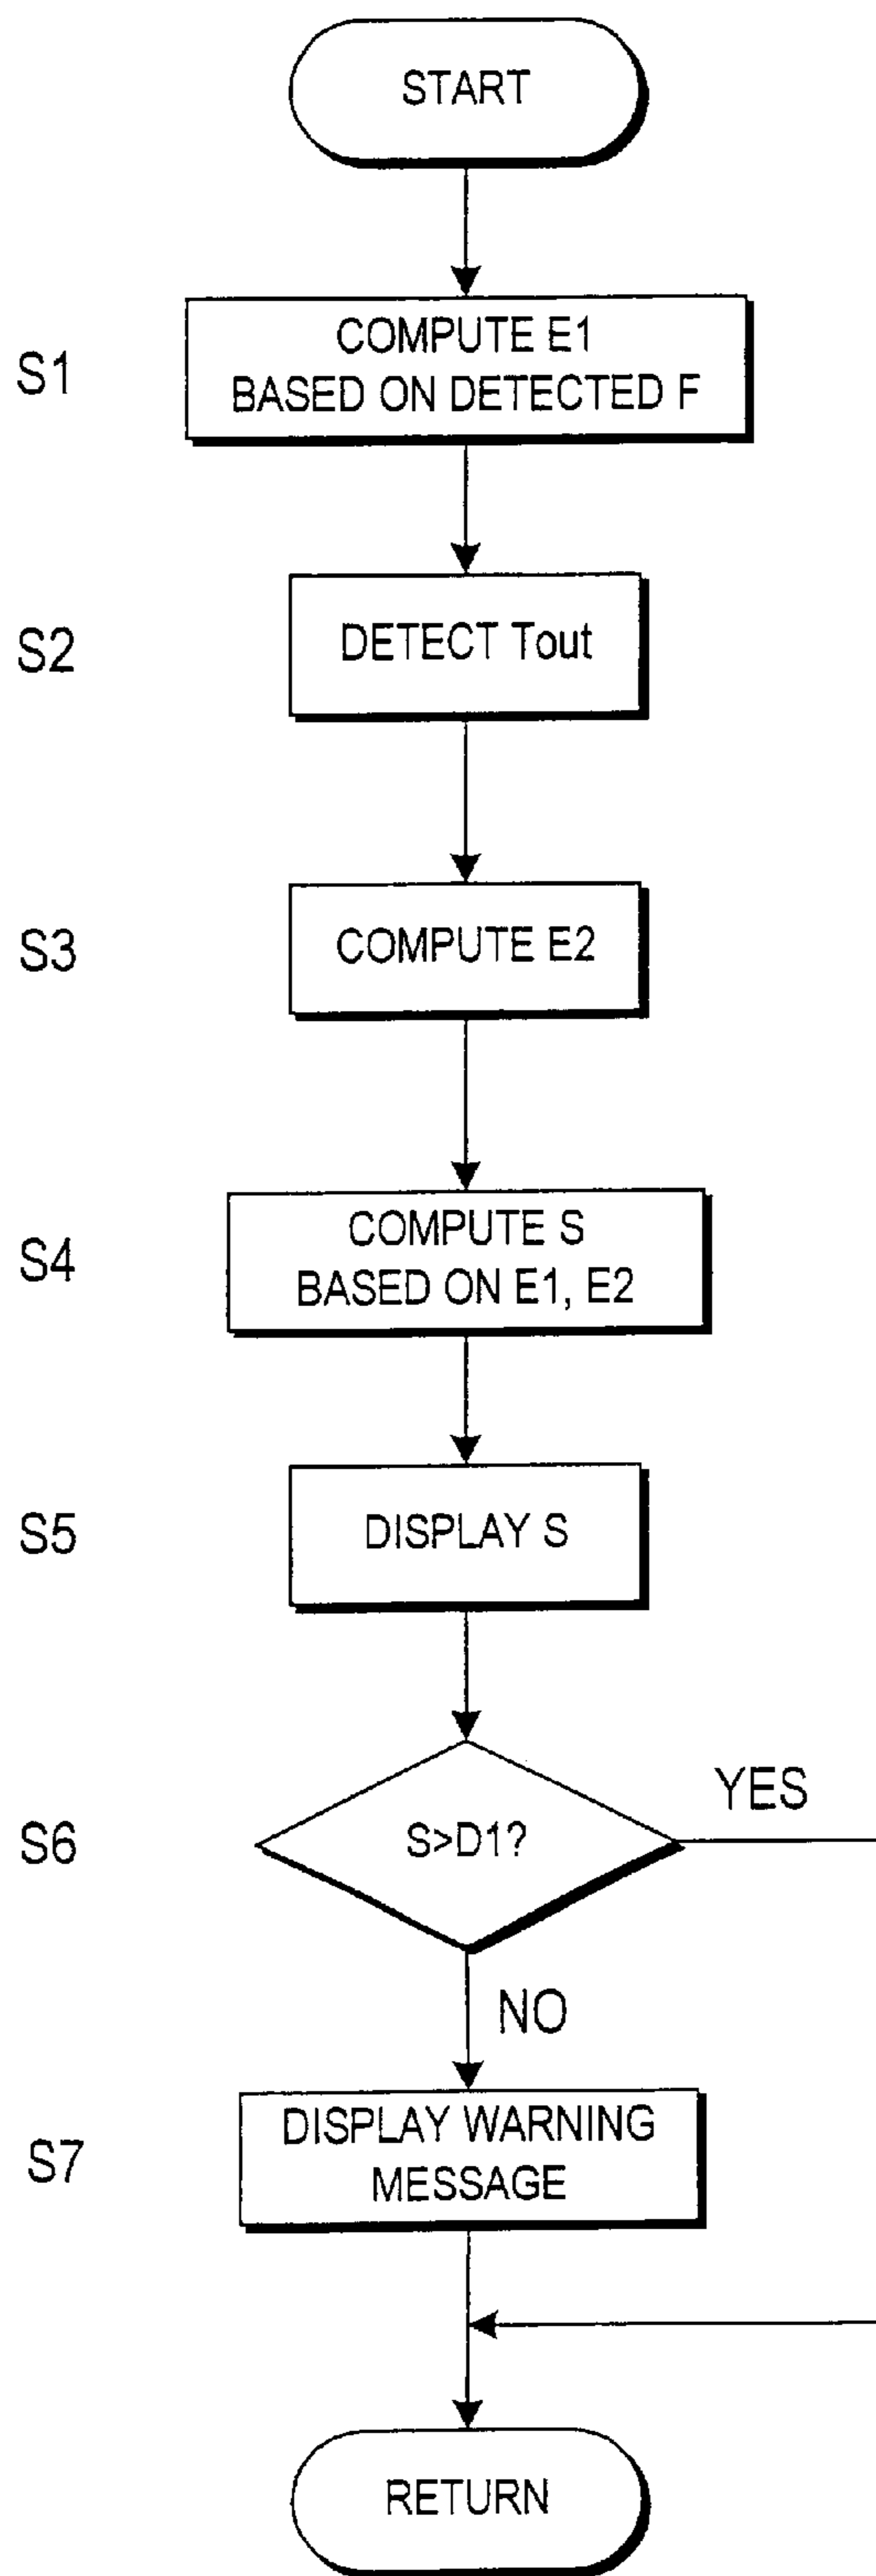 START
S1
COMPUTE E1
BASED ON DETECTED F
S2
DETECT Tout
S3
COMPUTE E2
S4
COMPUTE S
BASED ON E1, E2
S5
DISPLAY S
S6
S>D1?
YES
NO
S7
DISPLAY WARNING
MESSAGE
RETURN